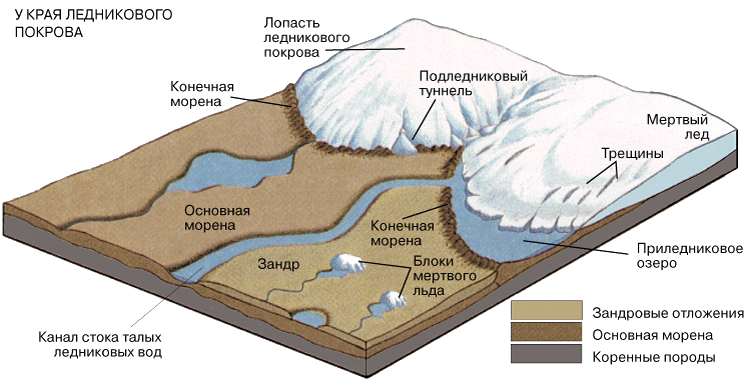 У КРАЯ ЛЕДНИКОВОГО
ПОКРОВА
Лопасть
ледникового
покрова
Конечная
морена
Подледниковый
туннель
Мертвый
лед
Трещины
Основная
морена
Конечная
морена
Приледниковое
озеро
Зандр
Блоки
мертвого
льда
Канал стока талых
ледниковых вод
Зандровые отложения
Основная морена
Коренные породы